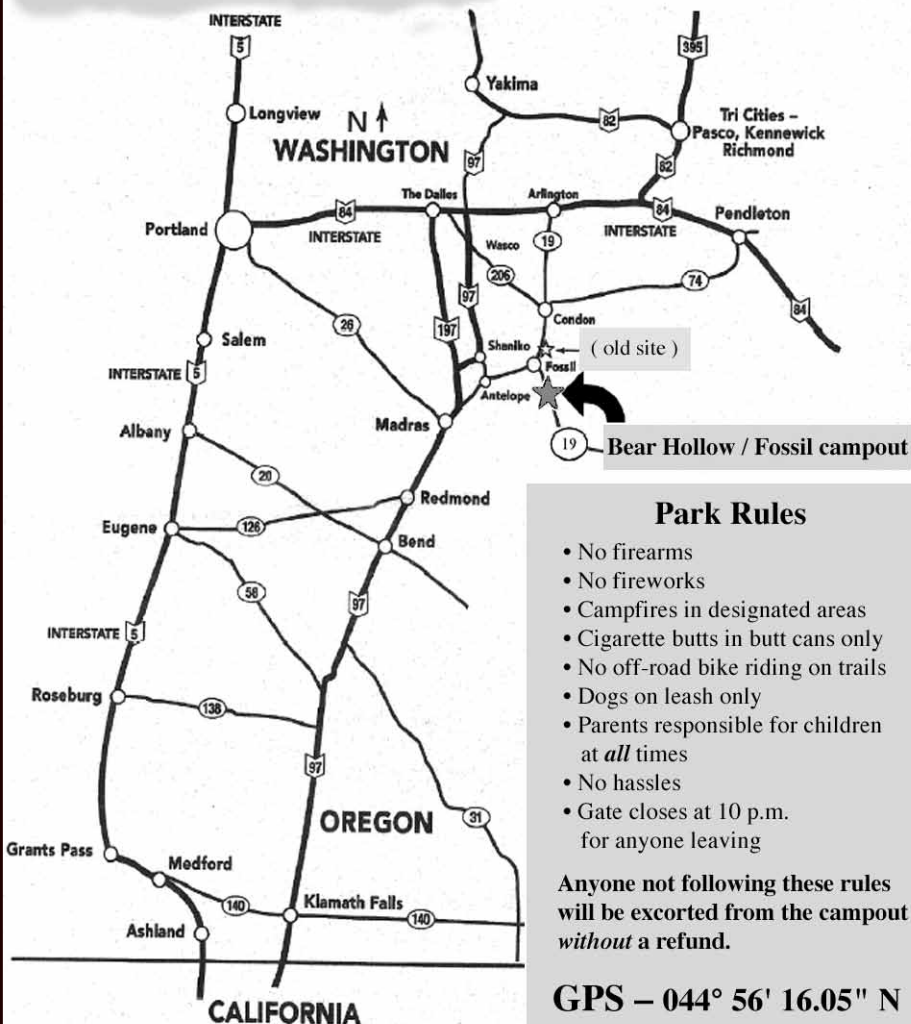 INTERSTATE
5
395
Yakima
Longview
N
WASHINGTON
82
Tri Cities –
Pasco, Kennewick
Richmond
97
82
The Dalles
Arlington
84
INTERSTATE
84
INTERSTATE
Pendleton
Portland
Wasco
19
206
74
97
84
26
197
Condon
Salem
Shaniko
( old site )
INTERSTATE 5
Fossil
Antelope
Albany
Madras
19
Bear Hollow / Fossil campout
20
Redmond
Eugene
126
Bend
58
97
INTERSTATE 5
Roseburg
138
97
OREGON
31
Grants Pass
Medford
140
Klamath Falls
140
Ashland
CALIFORNIA
Park Rules
• No firearms
• No fireworks
• Campfires in designated areas
• Cigarette butts in butt cans only
• No off-road bike riding on trails
• Dogs on leash only
• Parents responsible for children
at all times
• No hassles
• Gate closes at 10 p.m.
for anyone leaving
Anyone not following these rules
will be excorted from the campout
without a refund.
GPS – 044° 56' 16.05" N